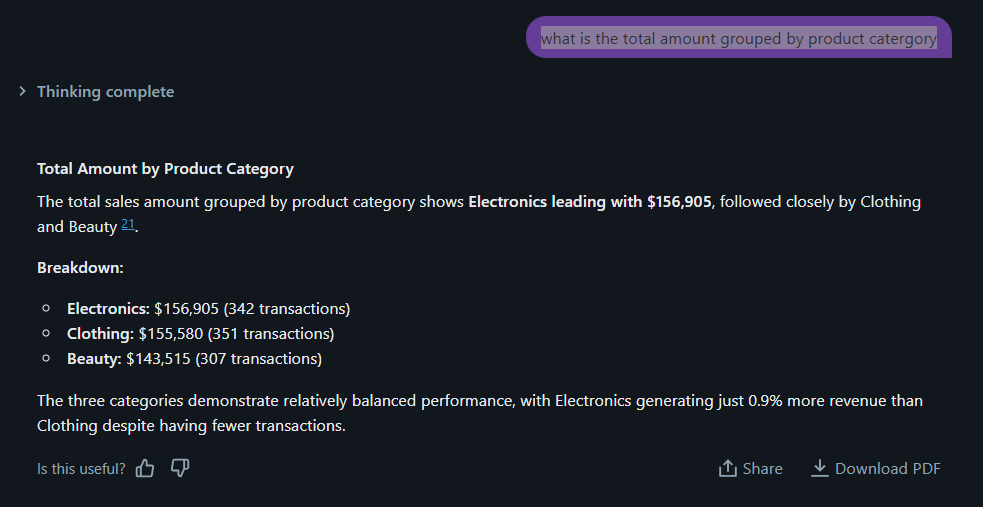 what is the total amount grouped by product catergory
Thinking complete
Total Amount by Product Category
The total sales amount grouped by product category shows Electronics leading with $156,905, followed closely by Clothing
and Beauty 21.
Breakdown:
Electronics: $156,905 (342 transactions)
Clothing: $155,580 (351 transactions)
Beauty: $143,515 (307 transactions)
The three categories demonstrate relatively balanced performance, with Electronics generating just 0.9% more revenue than
Clothing despite having fewer transactions.
Is this useful? Share Download PDF